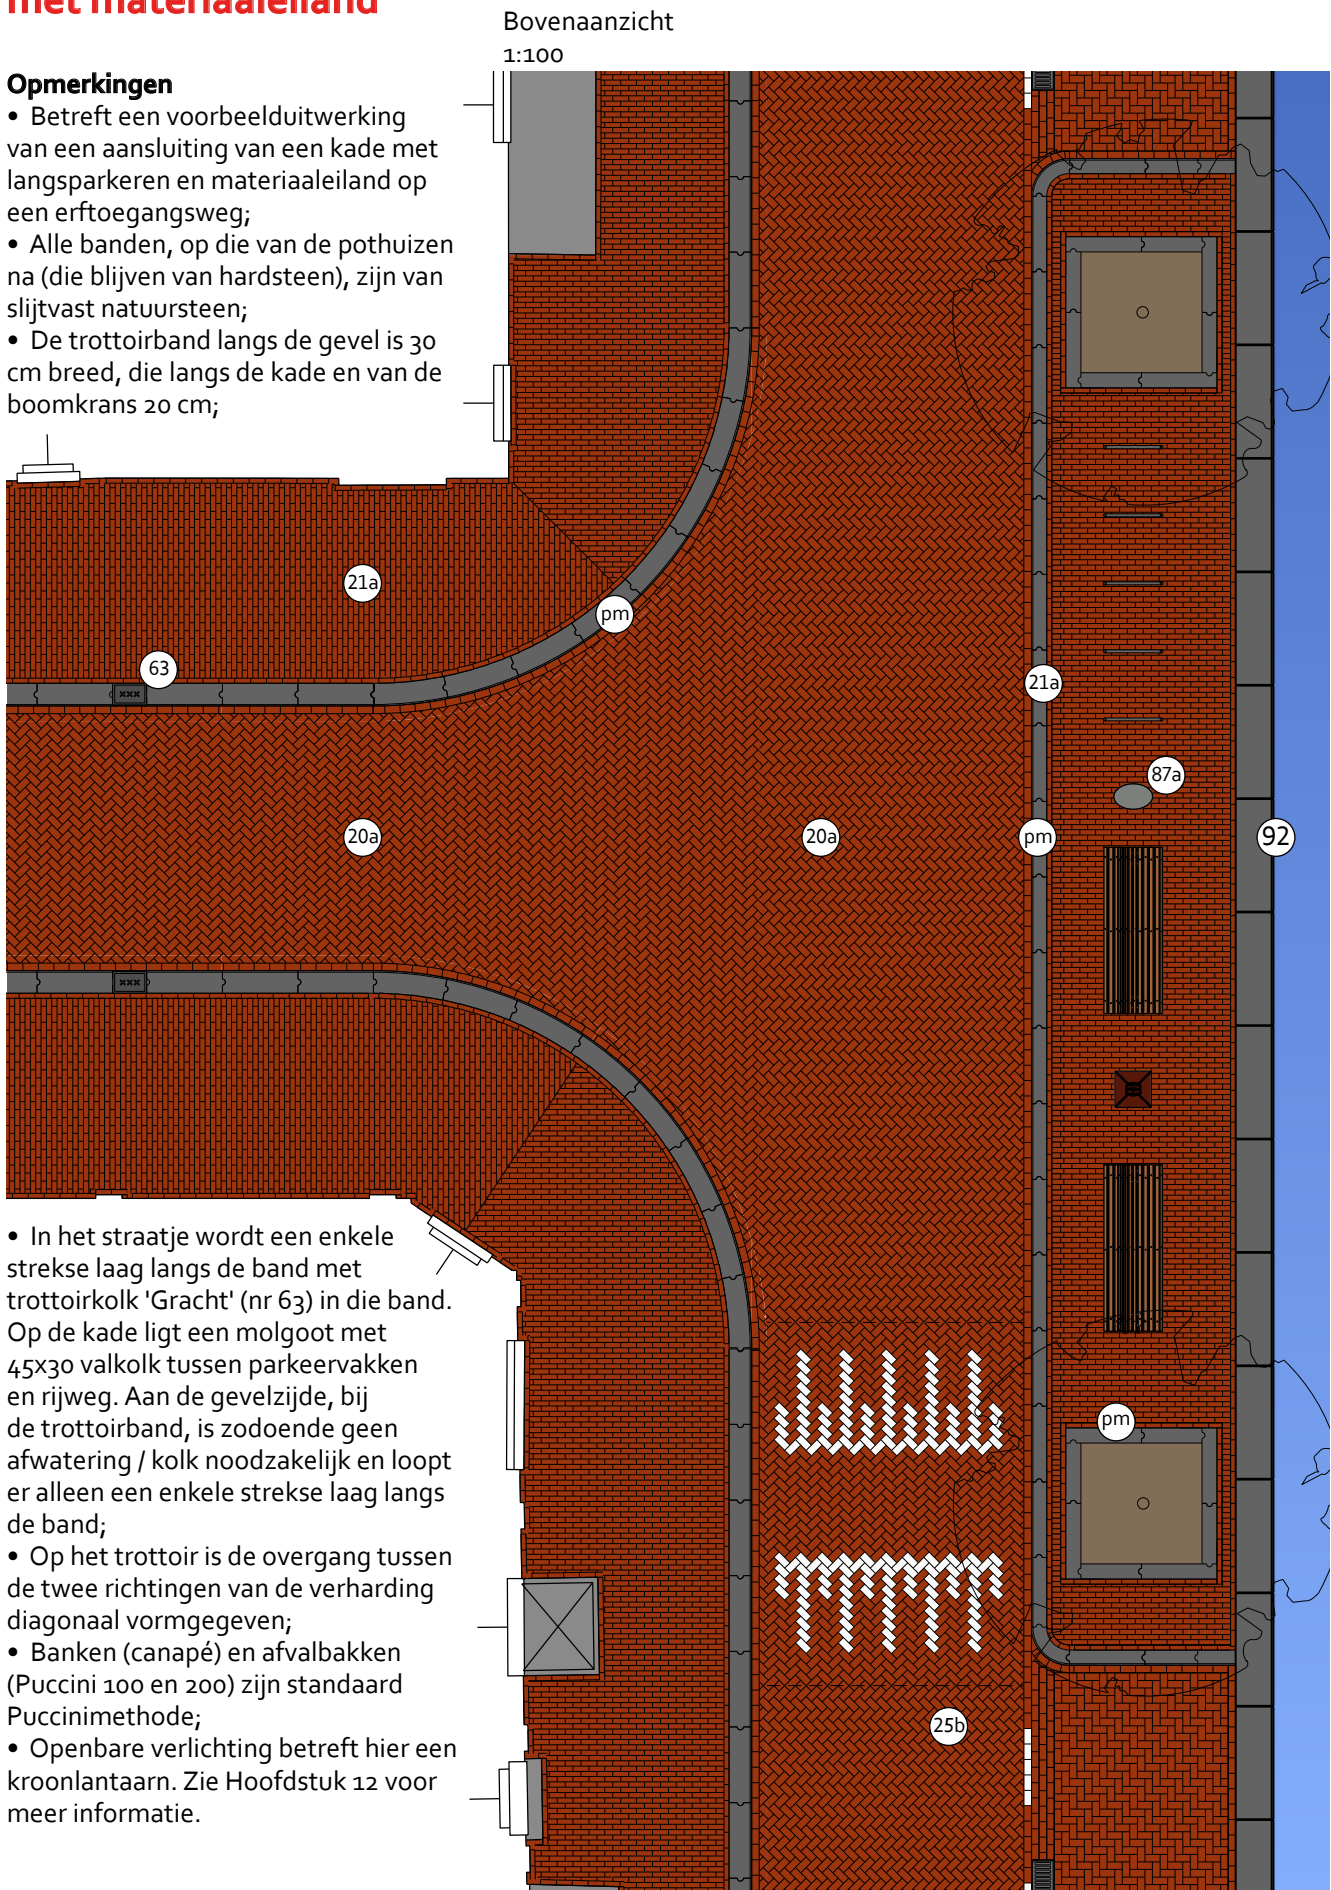 met materiaaleiland
Bovenaanzicht
1:100
Opmerkingen
• Betreft een voorbeelduitwerking
van een aansluiting van een kade met
langsparkeren en materiaaleiland op
een erftoegangsweg;
• Alle banden, op die van de pothuizen
na (die blijven van hardsteen), zijn van
slijtvast natuursteen;
• De trottoirband langs de gevel is 30
cm breed, die langs de kade en van de
boomkrans 20 cm;
21a
pm
63
xxx
21a
87a
20a
20a
pm
92
xxx
• In het straatje wordt een enkele
strekse laag langs de band met
trottoirkolk 'Gracht' (nr 63) in die band.
Op de kade ligt een molgoot met
45x30 valkolk tussen parkeervakken
en rijweg. Aan de gevelzijde, bij
de trottoirband, is zodoende geen
afwatering / kolk noodzakelijk en loopt
er alleen een enkele strekse laag langs
de band;
• Op het trottoir is de overgang tussen
de twee richtingen van de verharding
diagonaal vormgegeven;
• Banken (canapé) en afvalbakken
(Puccini 100 en 200) zijn standaard
Puccinimethode;
• Openbare verlichting betreft hier een
kroonlantaarn. Zie Hoofdstuk 12 voor
meer informatie.
pm
25b